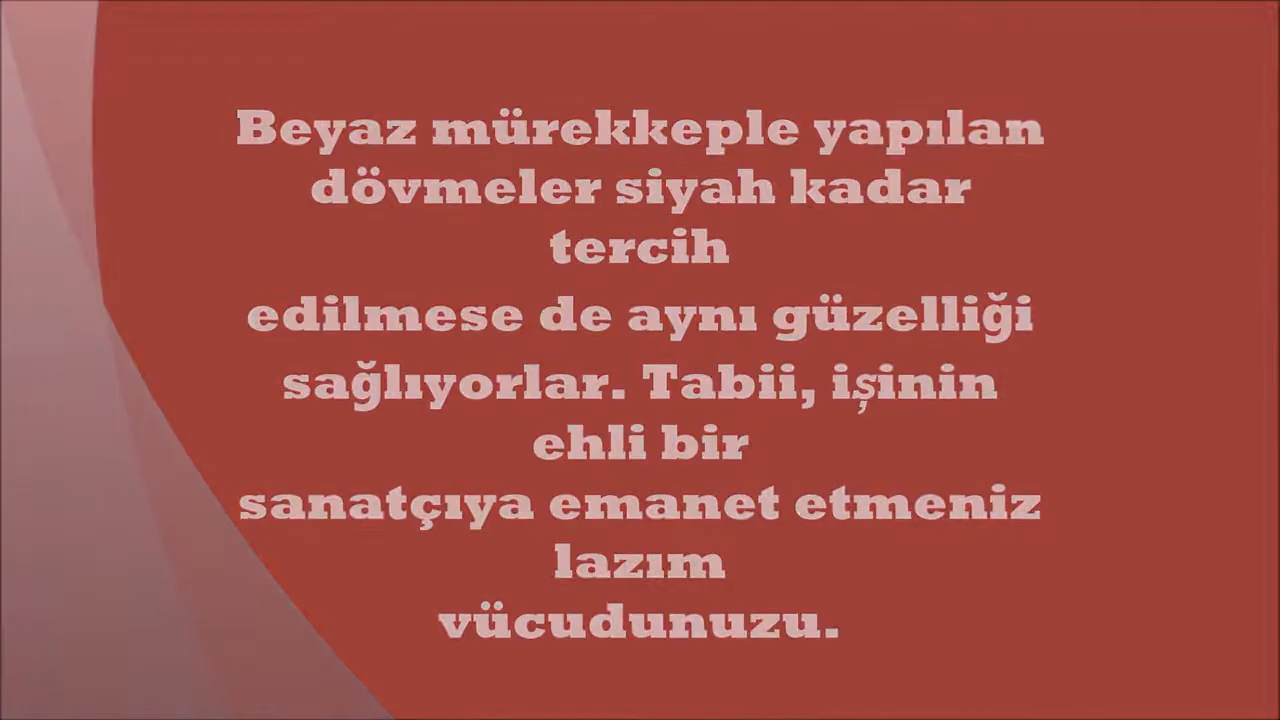 Beyaz mürekkeple yapılan
dövmeler siyah kadar
tercih
edilmese de aynı güzelliği
sağlıyorlar. Tabii, işinin
ehli bir
sanatçıya emanet etmeniz
lazım
vücudunuzu.